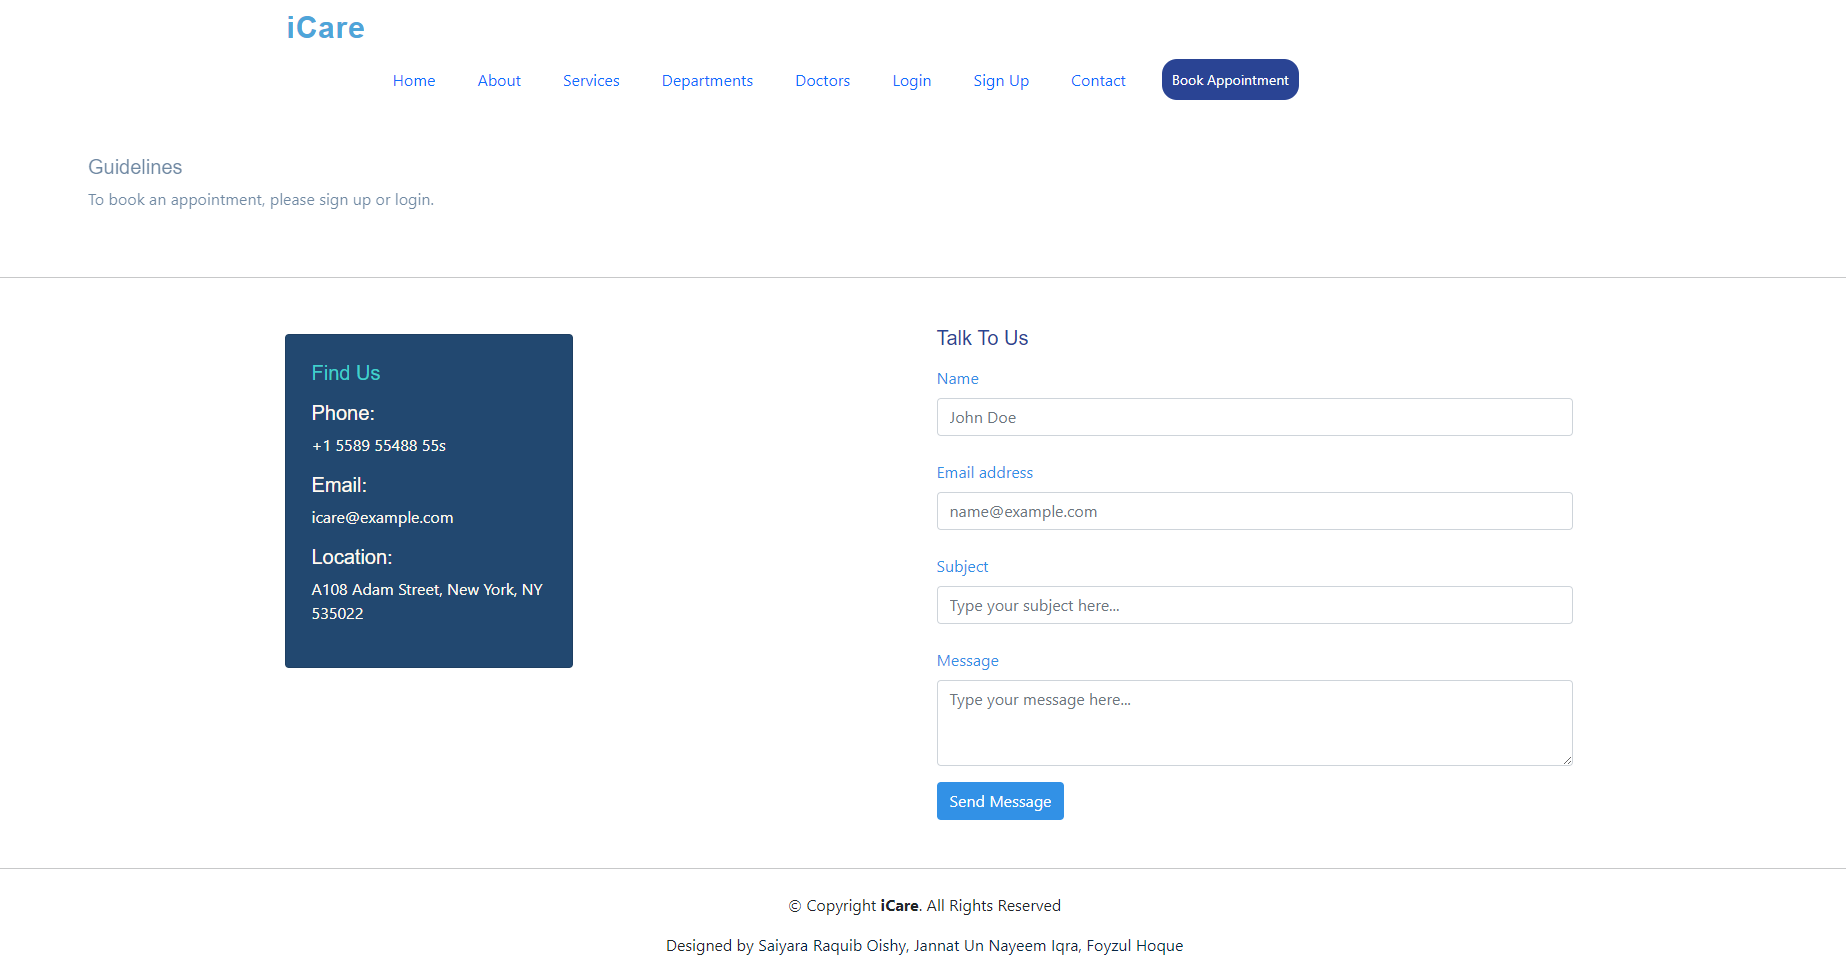 iCare
Home About Services Departments Doctors Login Sign Up Contact Book Appointment
Guidelines
To book an appointment, please sign up or login.
Find Us
Phone:
+1 5589 55488 55s
Email:
icare@example.com
Location:
A108 Adam Street, New York, NY
535022
Talk To Us
Name
John Doe
Email address
name@example.com
Subject
Type your subject here...
Message
Type your message here...
Send Message
© Copyright iCare. All Rights Reserved
Designed by Saiyara Raquib Oishy, Jannat Un Nayeem Iqra, Foyzul Hoque